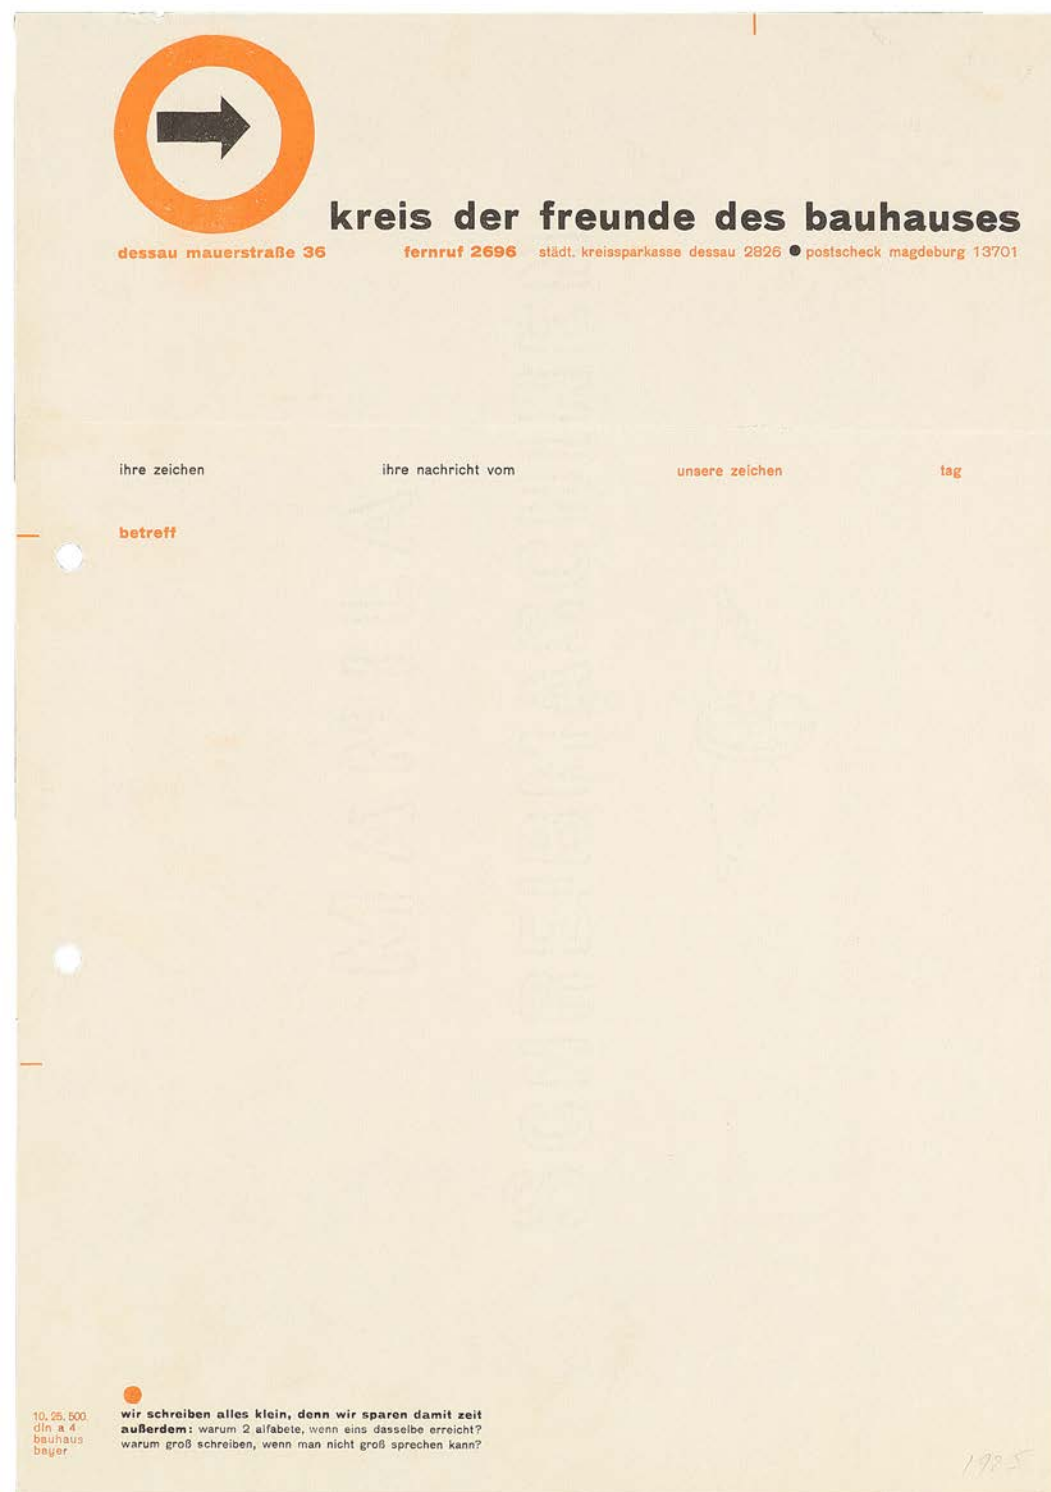 kreis der freunde des bauhauses
dessau mauerstraße 36 fernruf 2696 städt. kreissparkasse dessau 2826 ● postscheck magdeburg 13701
ihre zeichen ihre nachricht vom unsere zeichen tag
betreff
10. 25. 500.
din a 4
bauhaus
bayer
wir schreiben alles klein, denn wir sparen damit zeit
außerdem: warum 2 alfabete, wenn eins dasselbe erreicht?
warum groß schreiben, wenn man nicht groß sprechen kann?
1925